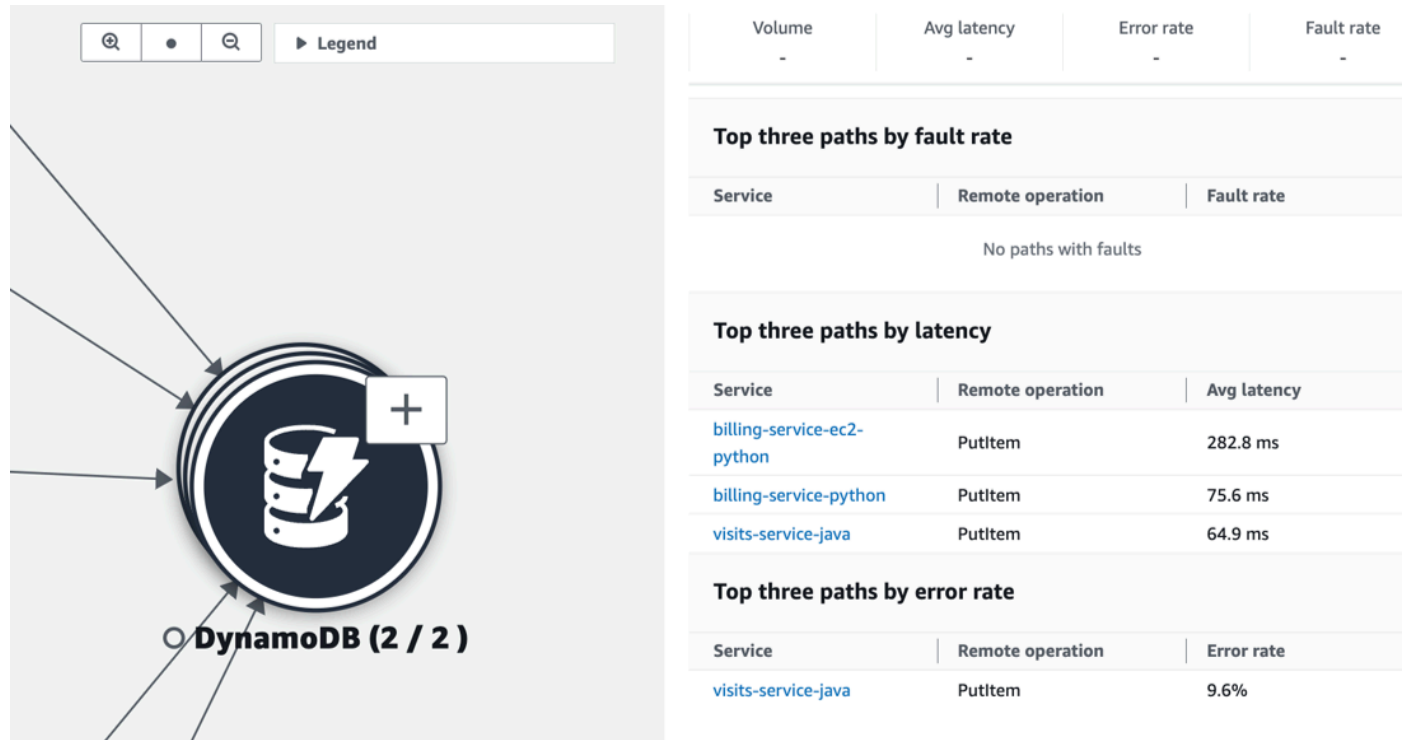 Legend
DynamoDB (2 / 2 )
Volume Avg latency Error rate Fault rate
- - - -
Top three paths by fault rate
Service Remote operation Fault rate
No paths with faults
Top three paths by latency
Service Remote operation Avg latency
billing-service-ec2-
python PutItem 282.8 ms
billing-service-python PutItem 75.6 ms
visits-service-java PutItem 64.9 ms
Top three paths by error rate
Service Remote operation Error rate
visits-service-java PutItem 9.6%